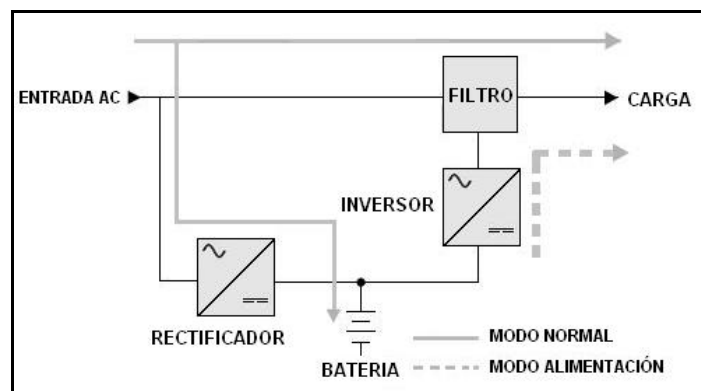 FILTRO
ENTRADA AC
CARGA
INVERSOR
RECTIFICADOR
BATERIA
MODO NORMAL
MODO ALIMENTACIÓN